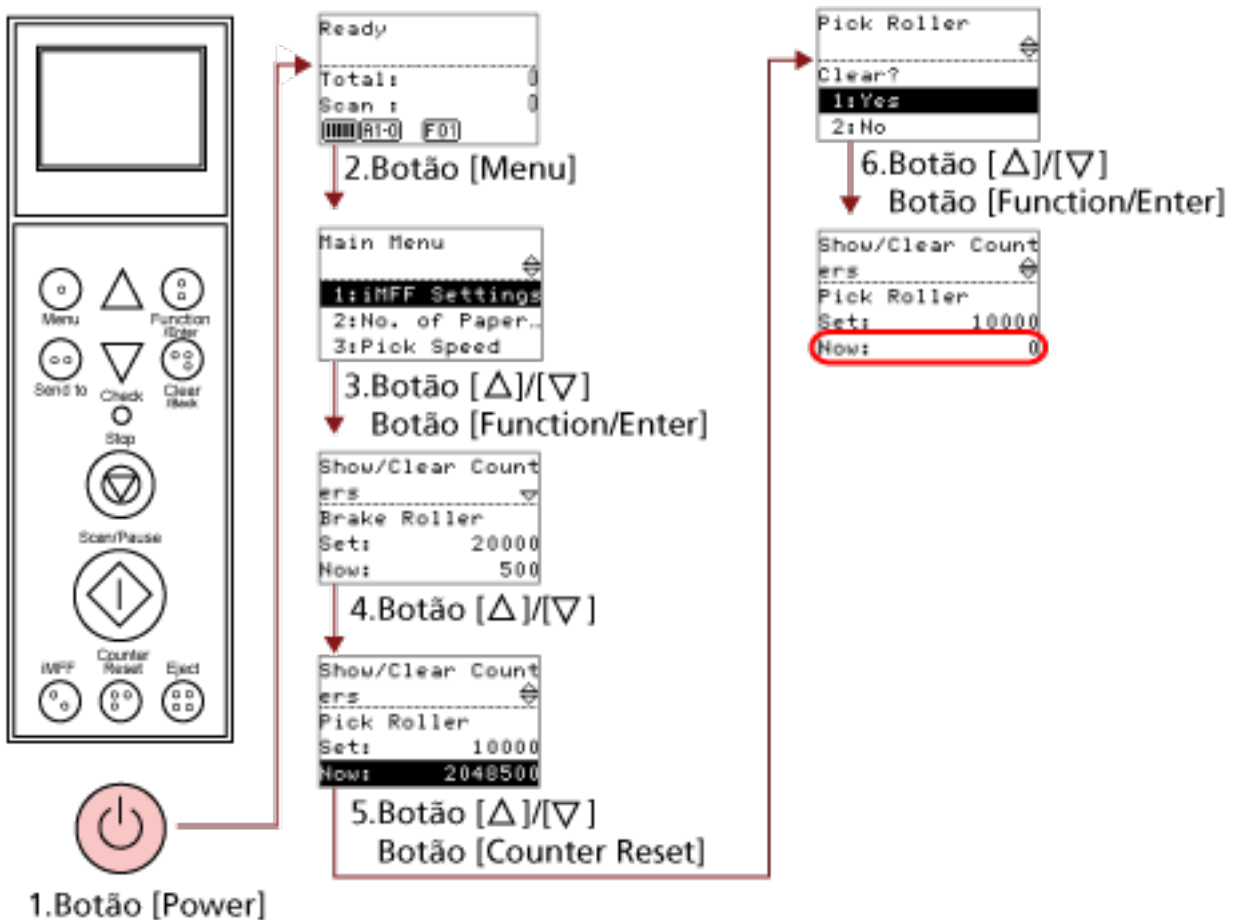 Menu
Function
/Enter
Send to
Check
Clear
/Back
Stop
Scan/Pause
iMFF
Counter
Reset
Eject
1.Botão [Power]
Ready
Total: 0
Scan : 0
A1-0 F01
2.Botão [Menu]
Main Menu
1:iMFF Settings
2:No. of Paper…
3:Pick Speed
3.Botão [△]/[▽]
Botão [Function/Enter]
Show/Clear Count
ers
Brake Roller
Set: 20000
Now: 500
4.Botão [△]/[▽]
Show/Clear Count
ers
Pick Roller
Set: 10000
Now: 2048500
5.Botão [△]/[▽]
Botão [Counter Reset]
Pick Roller
Clear?
1:Yes
2:No
6.Botão [△]/[▽]
Botão [Function/Enter]
Show/Clear Count
ers
Pick Roller
Set: 10000
Now: 0